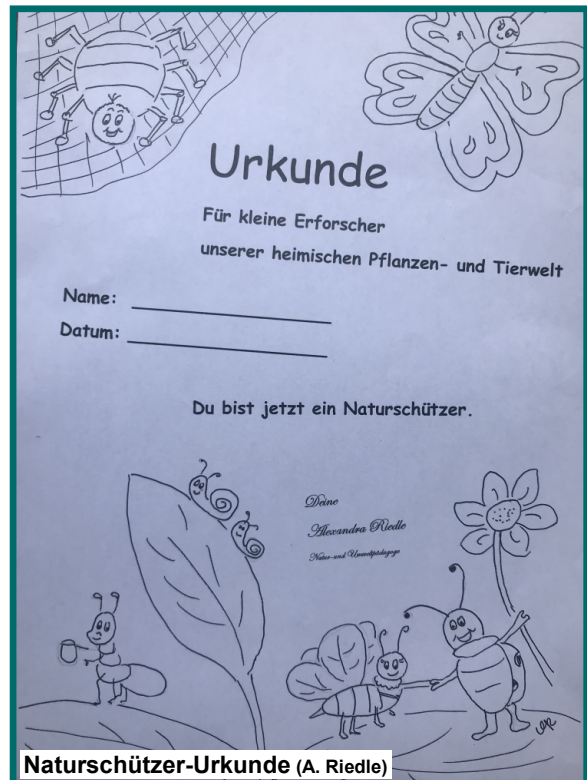 Urkunde
Für kleine Erforscher
unserer heimischen Pflanzen- und Tierwelt
Name:
Datum:
Du bist jetzt ein Naturschützer.
Deine
Alexandra Riedle
Natur-und Umweltpädagoge
Naturschützer-Urkunde (A. Riedle)